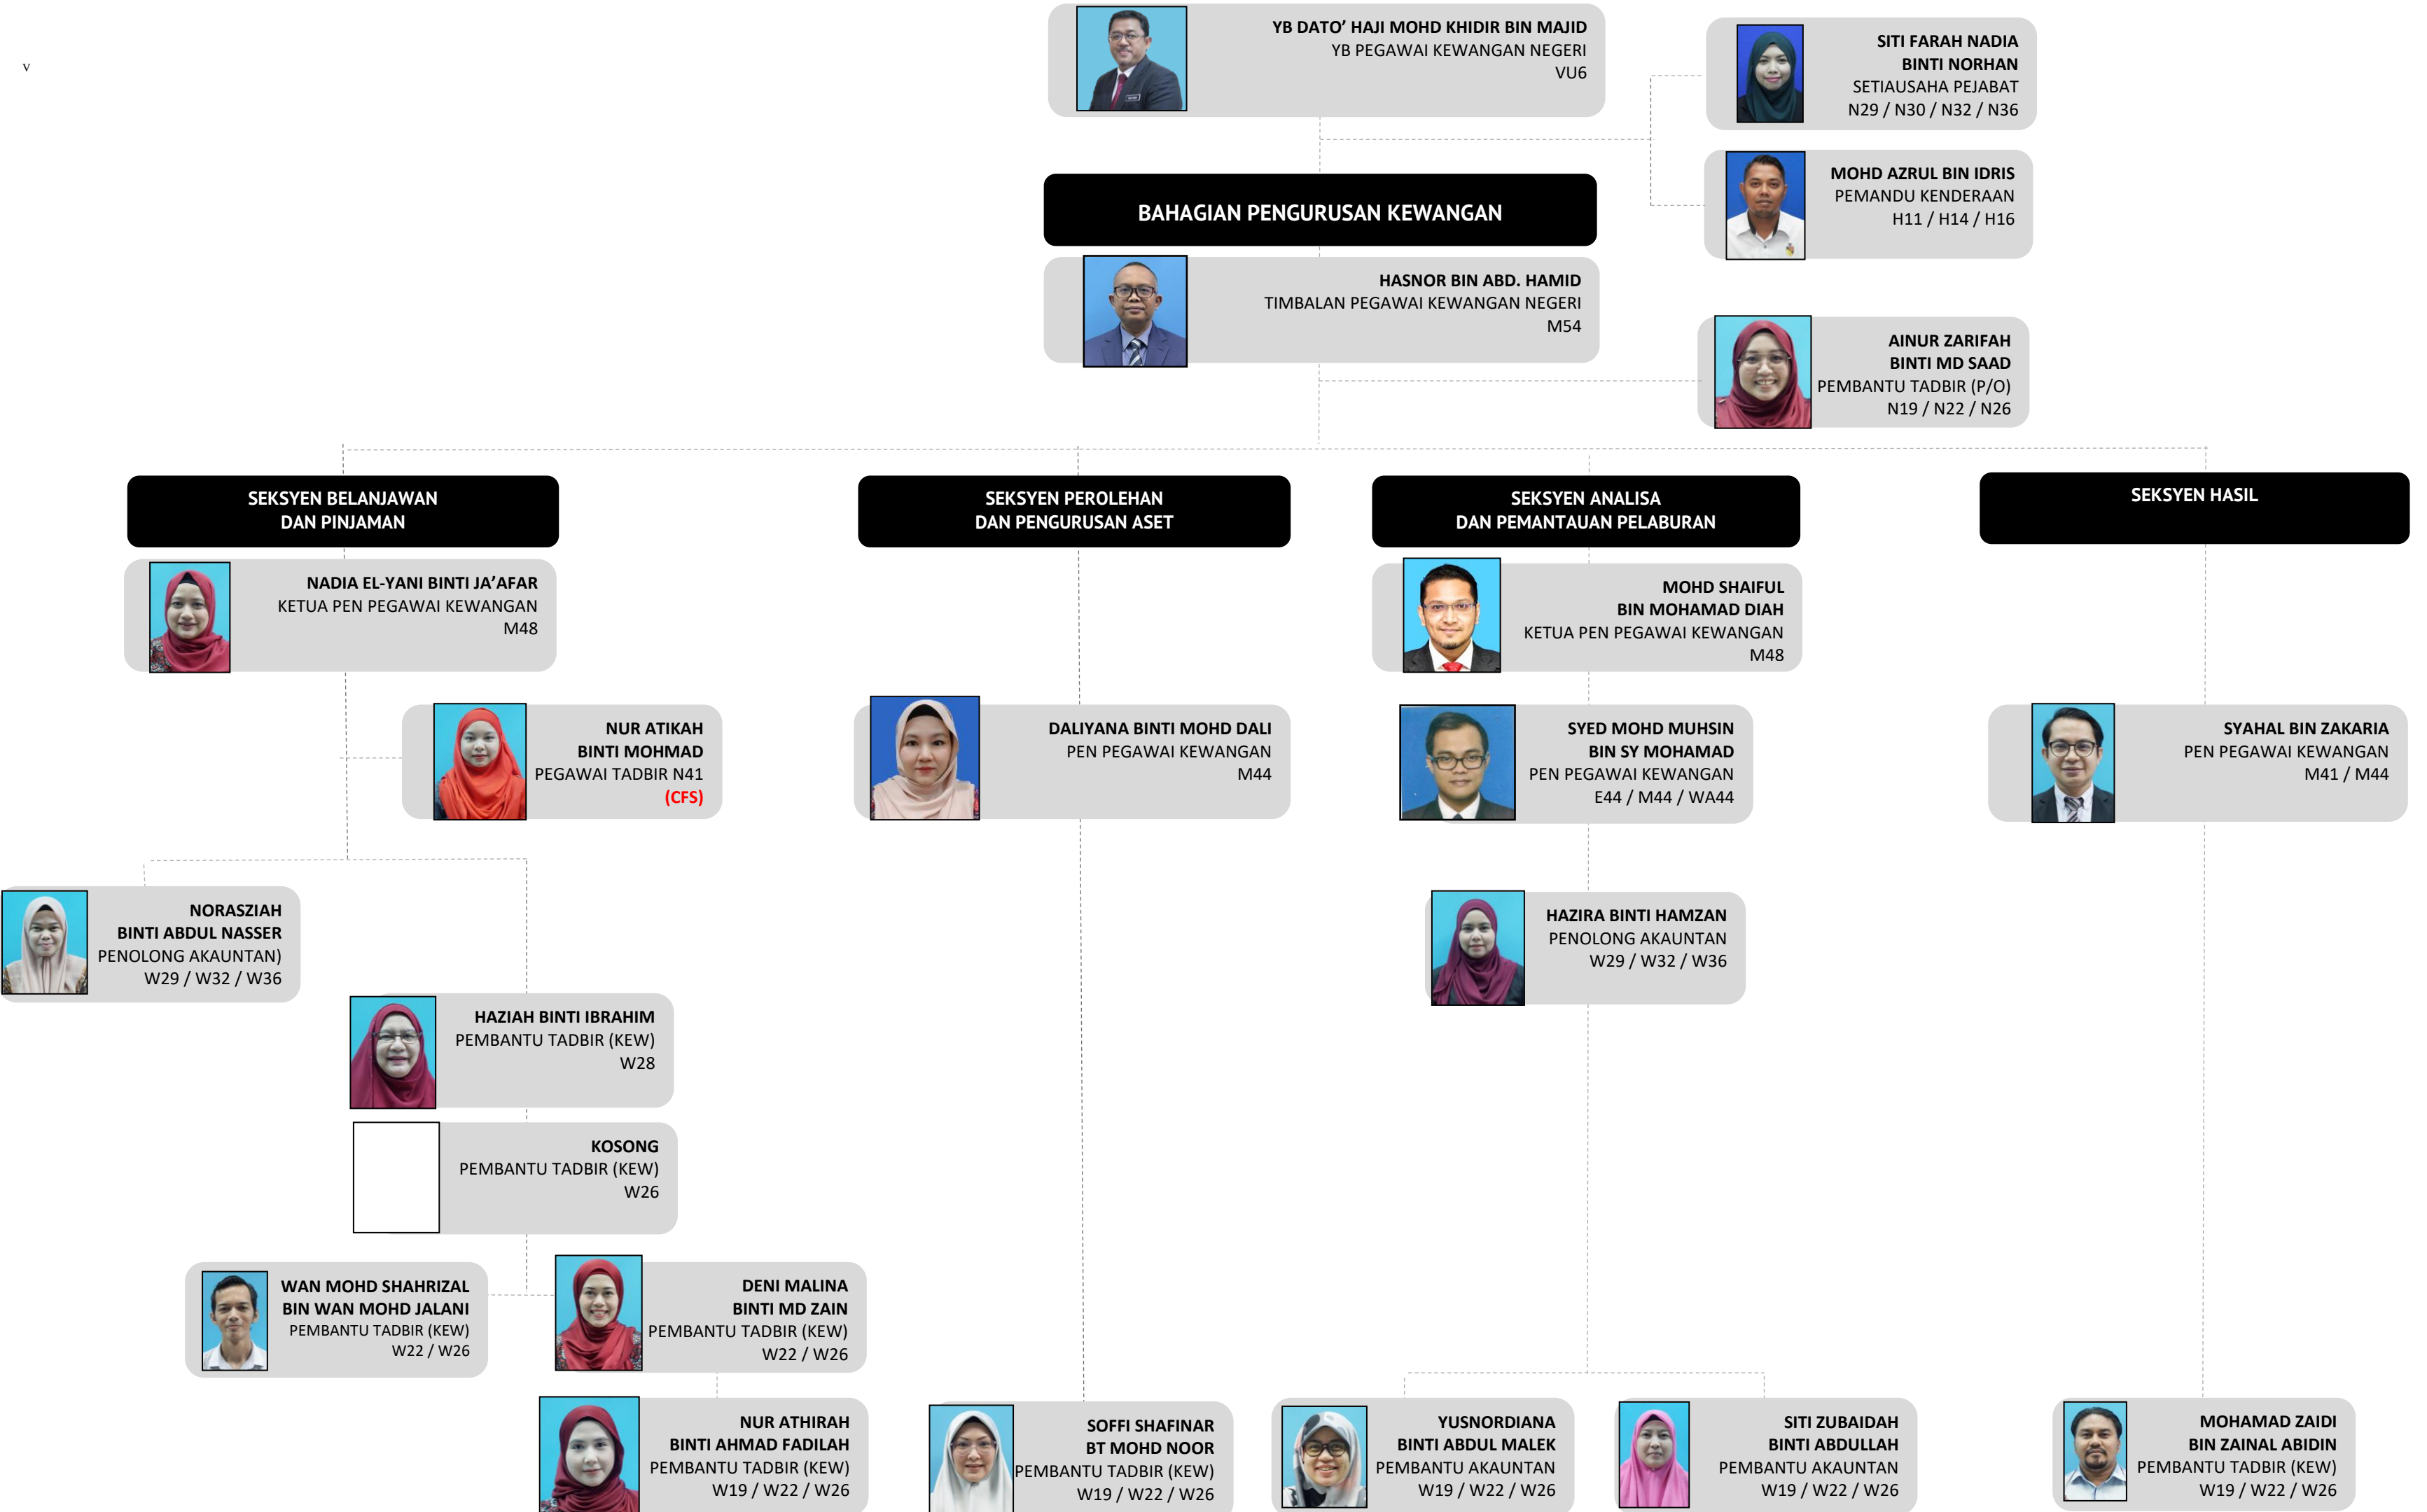 YB DATO’ HAJI MOHD KHIDIR BIN MAJID
YB PEGAWAI KEWANGAN NEGERI
VU6
SITI FARAH NADIA
BINTI NORHAN
SETIAUSAHA PEJABAT
N29 / N30 / N32 / N36
v
MOHD AZRUL BIN IDRIS
PEMANDU KENDERAAN
H11 / H14 / H16
BAHAGIAN PENGURUSAN KEWANGAN
HASNOR BIN ABD. HAMID
TIMBALAN PEGAWAI KEWANGAN NEGERI
M54
AINUR ZARIFAH
BINTI MD SAAD
PEMBANTU TADBIR (P/O)
N19 / N22 / N26
SEKSYEN BELANJAWAN
DAN PINJAMAN
SEKSYEN PEROLEHAN
DAN PENGURUSAN ASET
SEKSYEN ANALISA
DAN PEMANTAUAN PELABURAN
SEKSYEN HASIL
NADIA EL-YANI BINTI JA’AFAR
KETUA PEN PEGAWAI KEWANGAN
M48
MOHD SHAIFUL
BIN MOHAMAD DIAH
KETUA PEN PEGAWAI KEWANGAN
M48
NUR ATIKAH
BINTI MOHMAD
PEGAWAI TADBIR N41
(CFS)
DALIYANA BINTI MOHD DALI
PEN PEGAWAI KEWANGAN
M44
SYED MOHD MUHSIN
BIN SY MOHAMAD
PEN PEGAWAI KEWANGAN
E44 / M44 / WA44
SYAHAL BIN ZAKARIA
PEN PEGAWAI KEWANGAN
M41 / M44
NORASZIAH
BINTI ABDUL NASSER
PENOLONG AKAUNTAN)
W29 / W32 / W36
HAZIRA BINTI HAMZAN
PENOLONG AKAUNTAN
W29 / W32 / W36
HAZIAH BINTI IBRAHIM
PEMBANTU TADBIR (KEW)
W28
KOSONG
PEMBANTU TADBIR (KEW)
W26
WAN MOHD SHAHRIZAL
BIN WAN MOHD JALANI
PEMBANTU TADBIR (KEW)
W22 / W26
DENI MALINA
BINTI MD ZAIN
PEMBANTU TADBIR (KEW)
W22 / W26
NUR ATHIRAH
BINTI AHMAD FADILAH
PEMBANTU TADBIR (KEW)
W19 / W22 / W26
SOFFI SHAFINAR
BT MOHD NOOR
PEMBANTU TADBIR (KEW)
W19 / W22 / W26
YUSNORDIANA
BINTI ABDUL MALEK
PEMBANTU AKAUNTAN
W19 / W22 / W26
SITI ZUBAIDAH
BINTI ABDULLAH
PEMBANTU AKAUNTAN
W19 / W22 / W26
MOHAMAD ZAIDI
BIN ZAINAL ABIDIN
PEMBANTU TADBIR (KEW)
W19 / W22 / W26